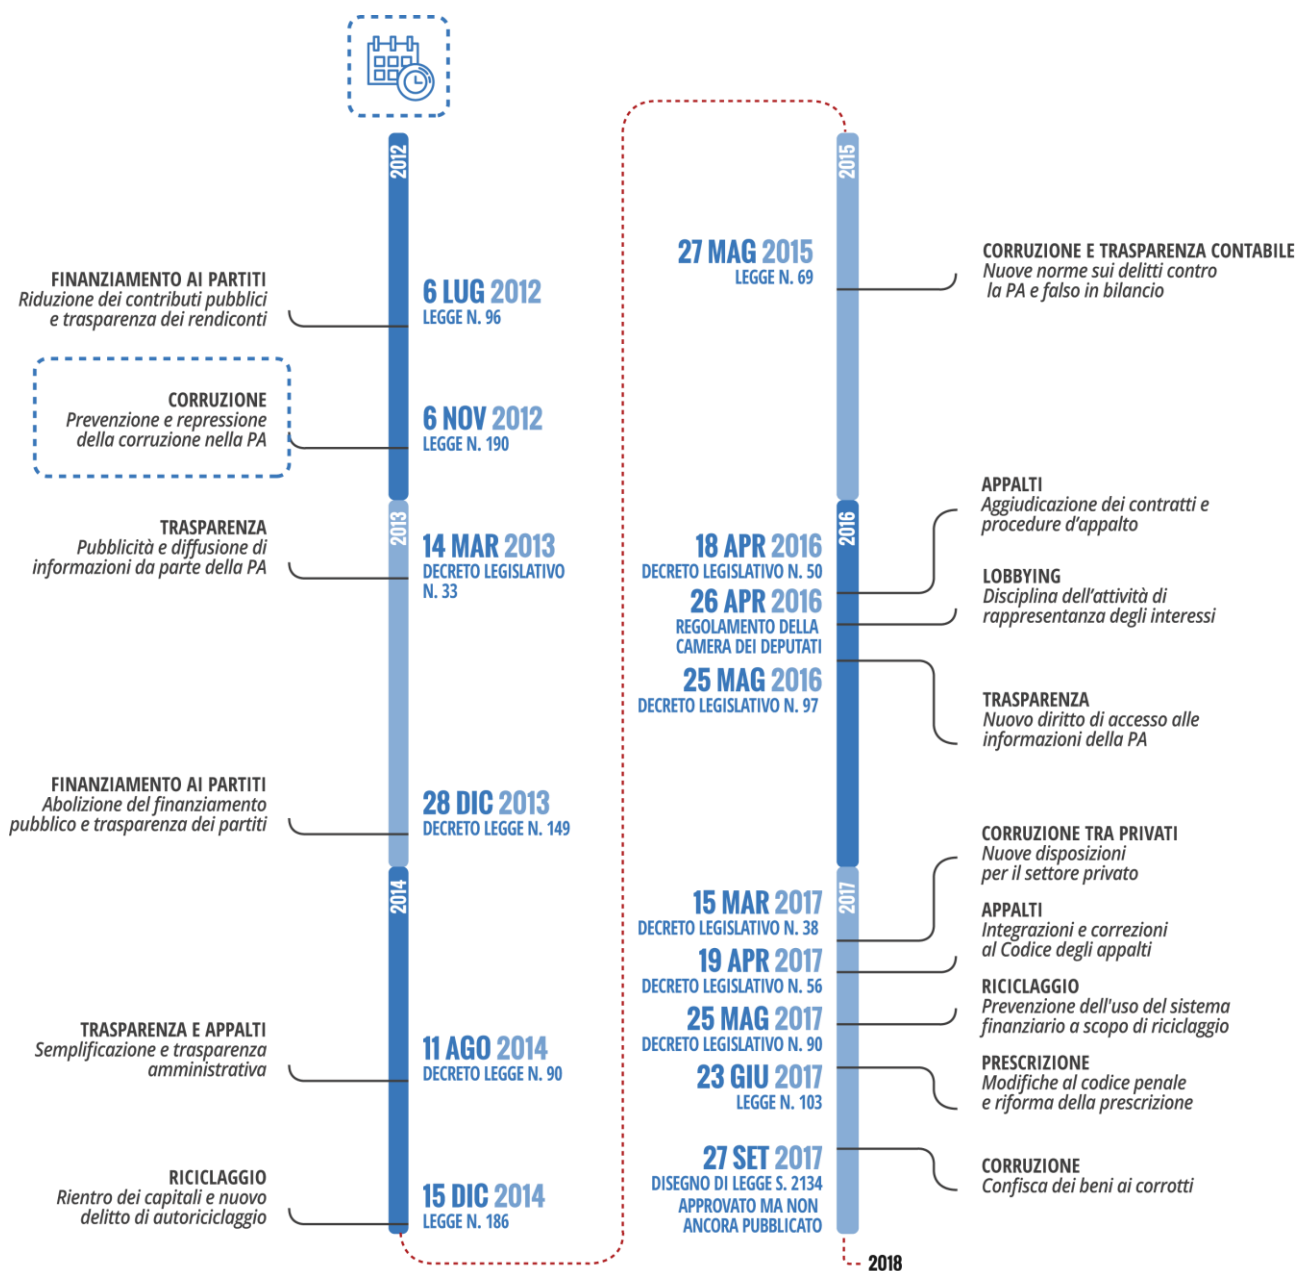 2012
FINANZIAMENTO AI PARTITI
Riduzione dei contributi pubblici
e trasparenza dei rendiconti
6 LUG 2012
LEGGE N. 96
CORRUZIONE
Prevenzione e repressione
della corruzione nella PA
6 NOV 2012
LEGGE N. 190
2013
TRASPARENZA
Pubblicità e diffusione di
informazioni da parte della PA
14 MAR 2013
DECRETO LEGISLATIVO
N. 33
FINANZIAMENTO AI PARTITI
Abolizione del finanziamento
pubblico e trasparenza dei partiti
28 DIC 2013
DECRETO LEGGE N. 149
2014
TRASPARENZA E APPALTI
Semplificazione e trasparenza
amministrativa
11 AGO 2014
DECRETO LEGGE N. 90
RICICLAGGIO
Rientro dei capitali e nuovo
delitto di autoriciclaggio
15 DIC 2014
LEGGE N. 186
2015
27 MAG 2015
LEGGE N. 69
CORRUZIONE E TRASPARENZA CONTABILE
Nuove norme sui delitti contro
la PA e falso in bilancio
2016
18 APR 2016
DECRETO LEGISLATIVO N. 50
APPALTI
Aggiudicazione dei contratti e
procedure d'appalto
26 APR 2016
REGOLAMENTO DELLA
CAMERA DEI DEPUTATI
LOBBYING
Disciplina dell'attività di
rappresentanza degli interessi
25 MAG 2016
DECRETO LEGISLATIVO N. 97
TRASPARENZA
Nuovo diritto di accesso alle
informazioni della PA
2017
15 MAR 2017
DECRETO LEGISLATIVO N. 38
CORRUZIONE TRA PRIVATI
Nuove disposizioni
per il settore privato
19 APR 2017
DECRETO LEGISLATIVO N. 56
APPALTI
Integrazioni e correzioni
al Codice degli appalti
25 MAG 2017
DECRETO LEGISLATIVO N. 90
RICICLAGGIO
Prevenzione dell'uso del sistema
finanziario a scopo di riciclaggio
23 GIU 2017
LEGGE N. 103
PRESCRIZIONE
Modifiche al codice penale
e riforma della prescrizione
27 SET 2017
DISEGNO DI LEGGE S. 2134
APPROVATO MA NON
ANCORA PUBBLICATO
CORRUZIONE
Confisca dei beni ai corrotti
2018